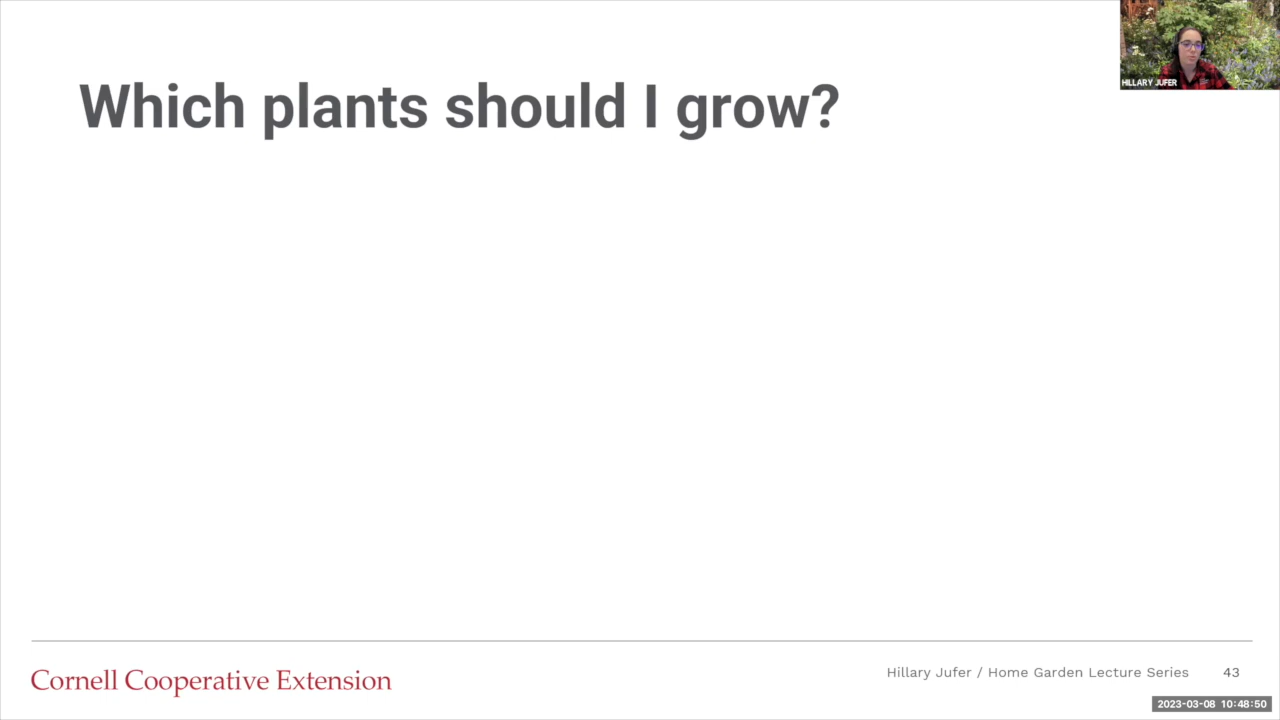 Which plants should I grow?
HILLARY JUFER
Cornell Cooperative Extension
Hillary Jufer / Home Garden Lecture Series 43
2023-03-08 10:48:50